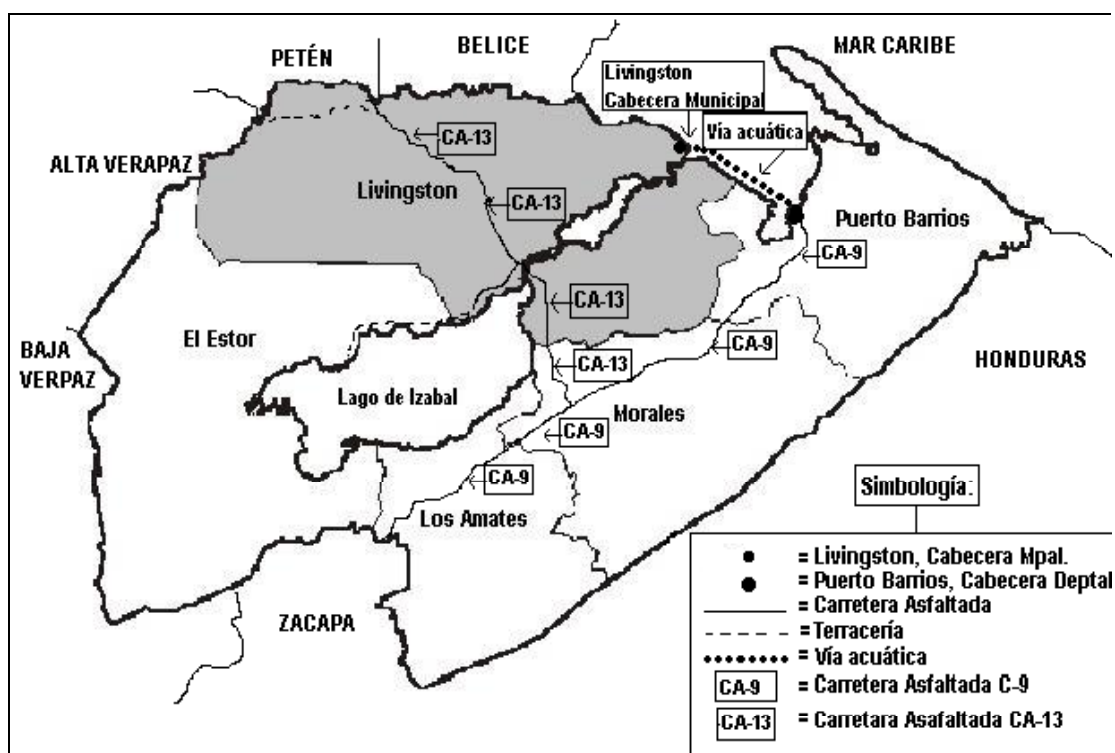 BELICE
MAR CARIBE
PETÉN
Livingston
Cabecera Municipal
Vía acuática
CA-13
ALTA VERAPAZ
Livingston
CA-13
Puerto Barrios
CA-9
CA-13
El Estor
BAJA
VERPAZ
CA-9
HONDURAS
CA-13
Lago de Izabal
Morales
CA-9
CA-9
Los Amates
ZACAPA
Simbología:
= Livingston, Cabecera Mpal.
= Puerto Barrios, Cabecera Deptal
= Carretera Asfaltada
= Terracería
= Vía acuática
CA-9 = Carretera Asfaltada C-9
CA-13 = Carretara Asafaltada CA-13